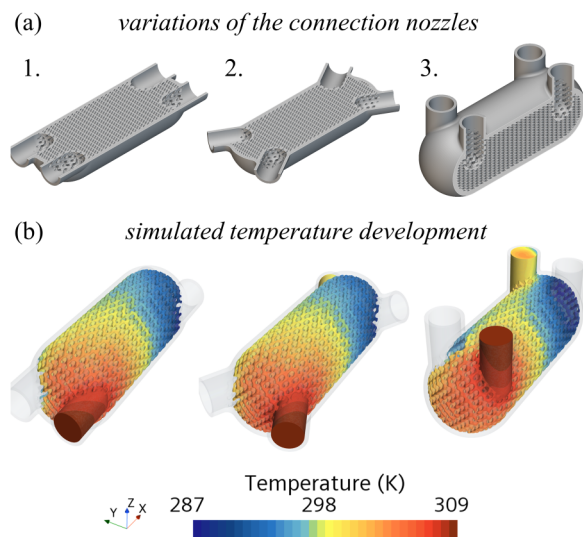 (a) variations of the connection nozzles
1. 2. 3.
(b) simulated temperature development
Temperature (K)
287 298 309
Z
Y X